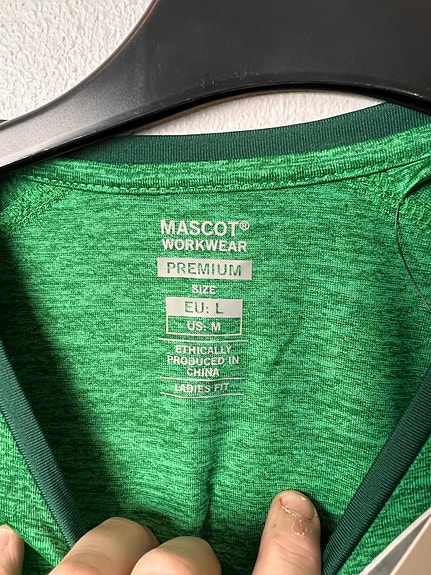 MASCOT®
WORKWEAR
PREMIUM
SIZE
EU: L
US: M
ETHICALLY
PRODUCED IN
CHINA
LADIES FIT